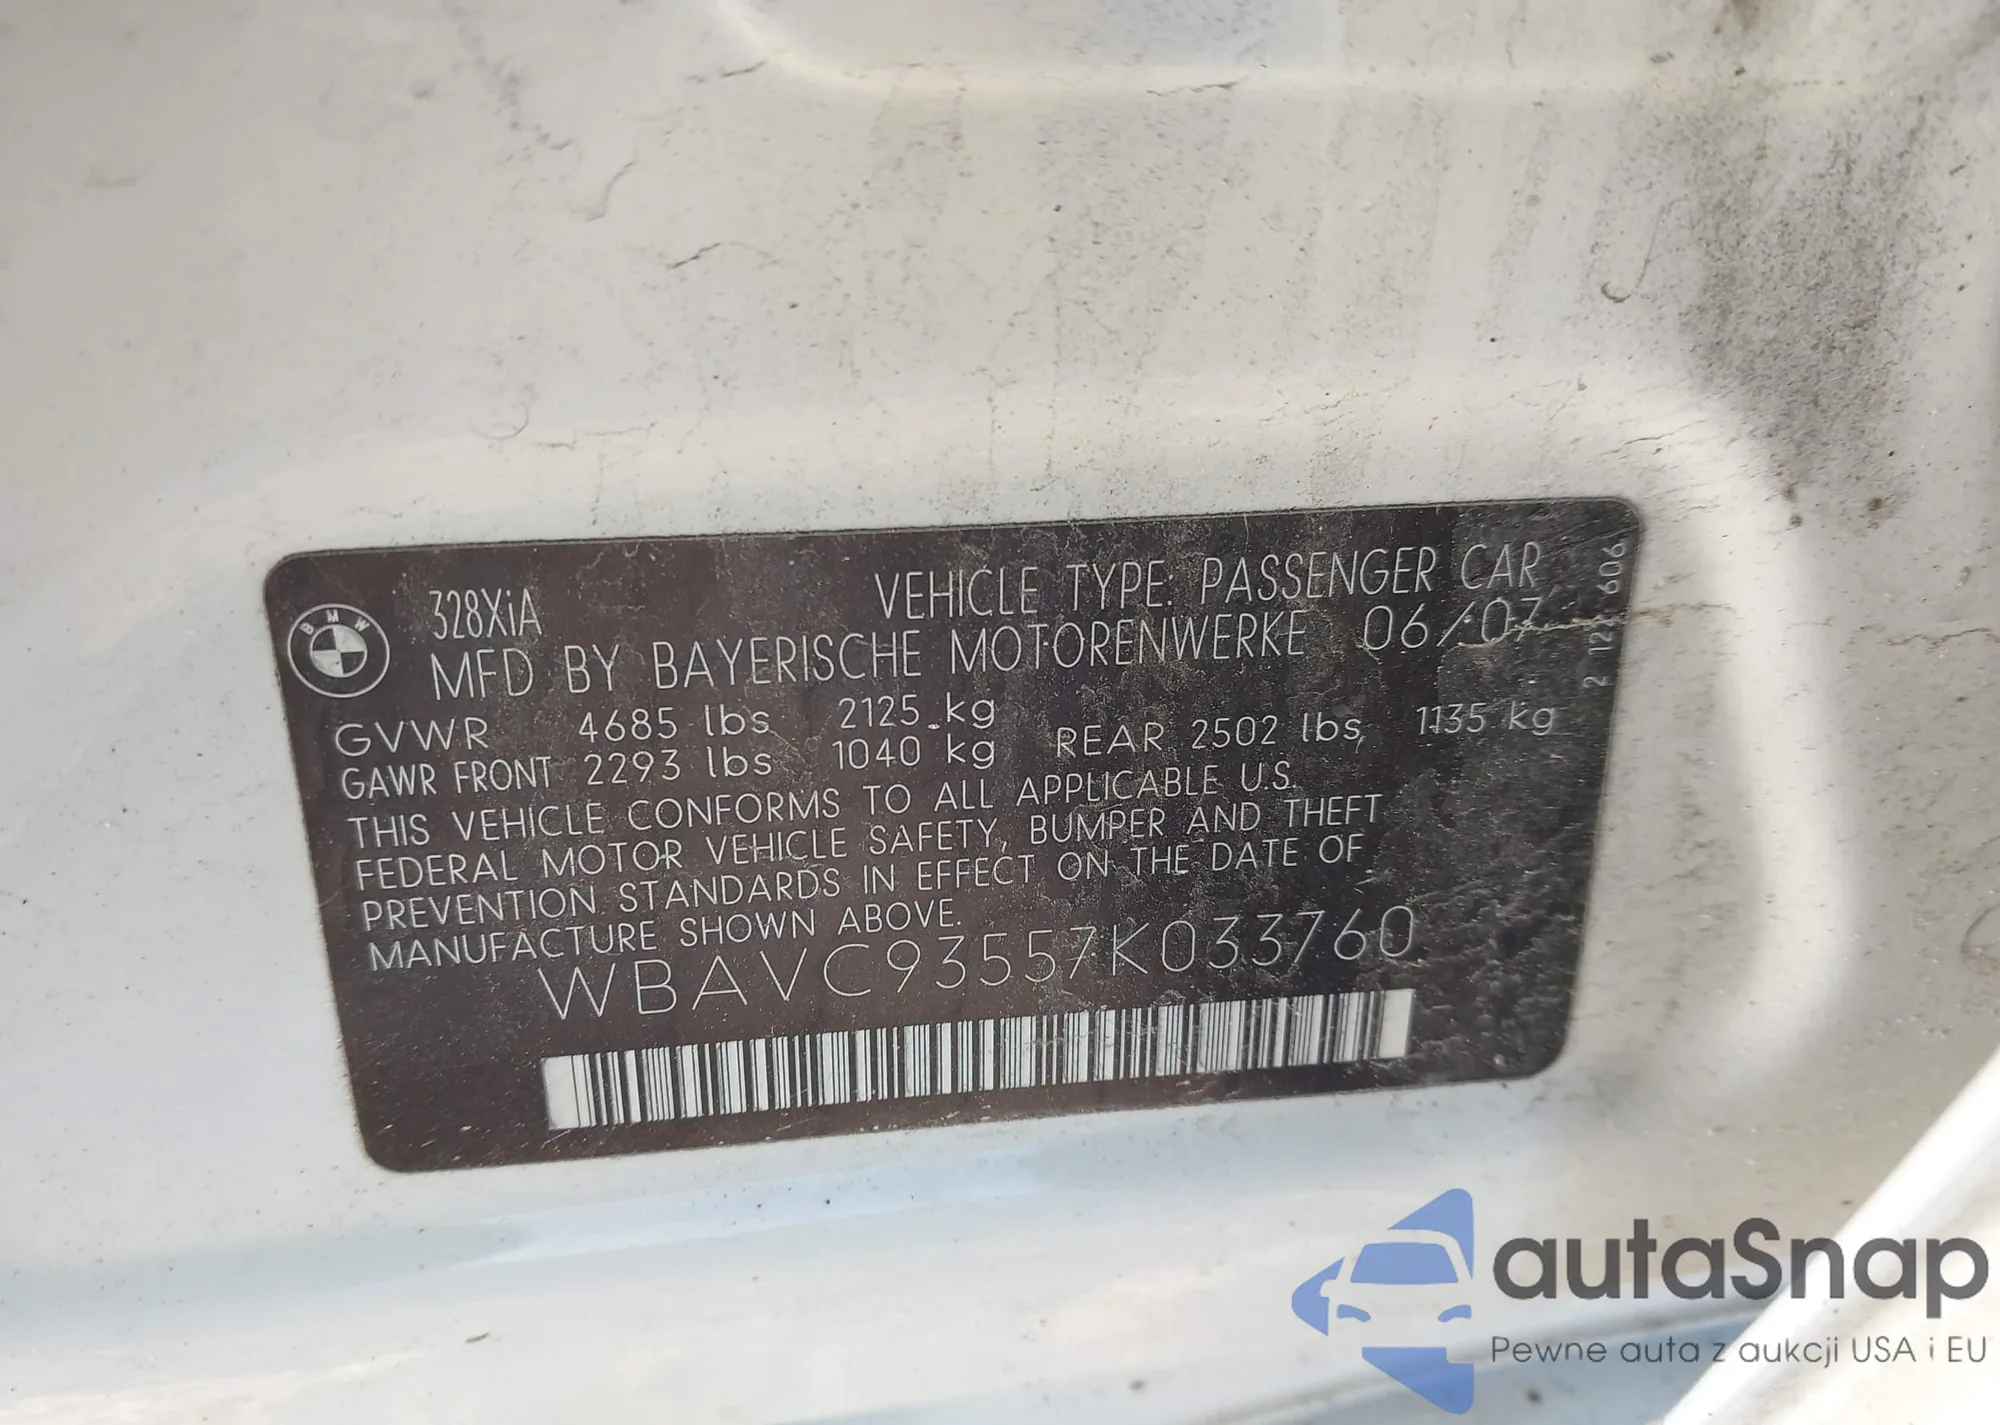 BMW
328XiA
VEHICLE TYPE: PASSENGER CAR
MFD BY BAYERISCHE MOTORENWERKE 06/07
GVWR 4685 lbs 2125 kg
GAWR FRONT 2293 lbs 1040 kg REAR 2502 lbs, 1135 kg
THIS VEHICLE CONFORMS TO ALL APPLICABLE U.S.
FEDERAL MOTOR VEHICLE SAFETY, BUMPER AND THEFT
PREVENTION STANDARDS IN EFFECT ON THE DATE OF
MANUFACTURE SHOWN ABOVE.
WBAVC93557K033760
autaSnap
Pewne auta z aukcji USA i EU